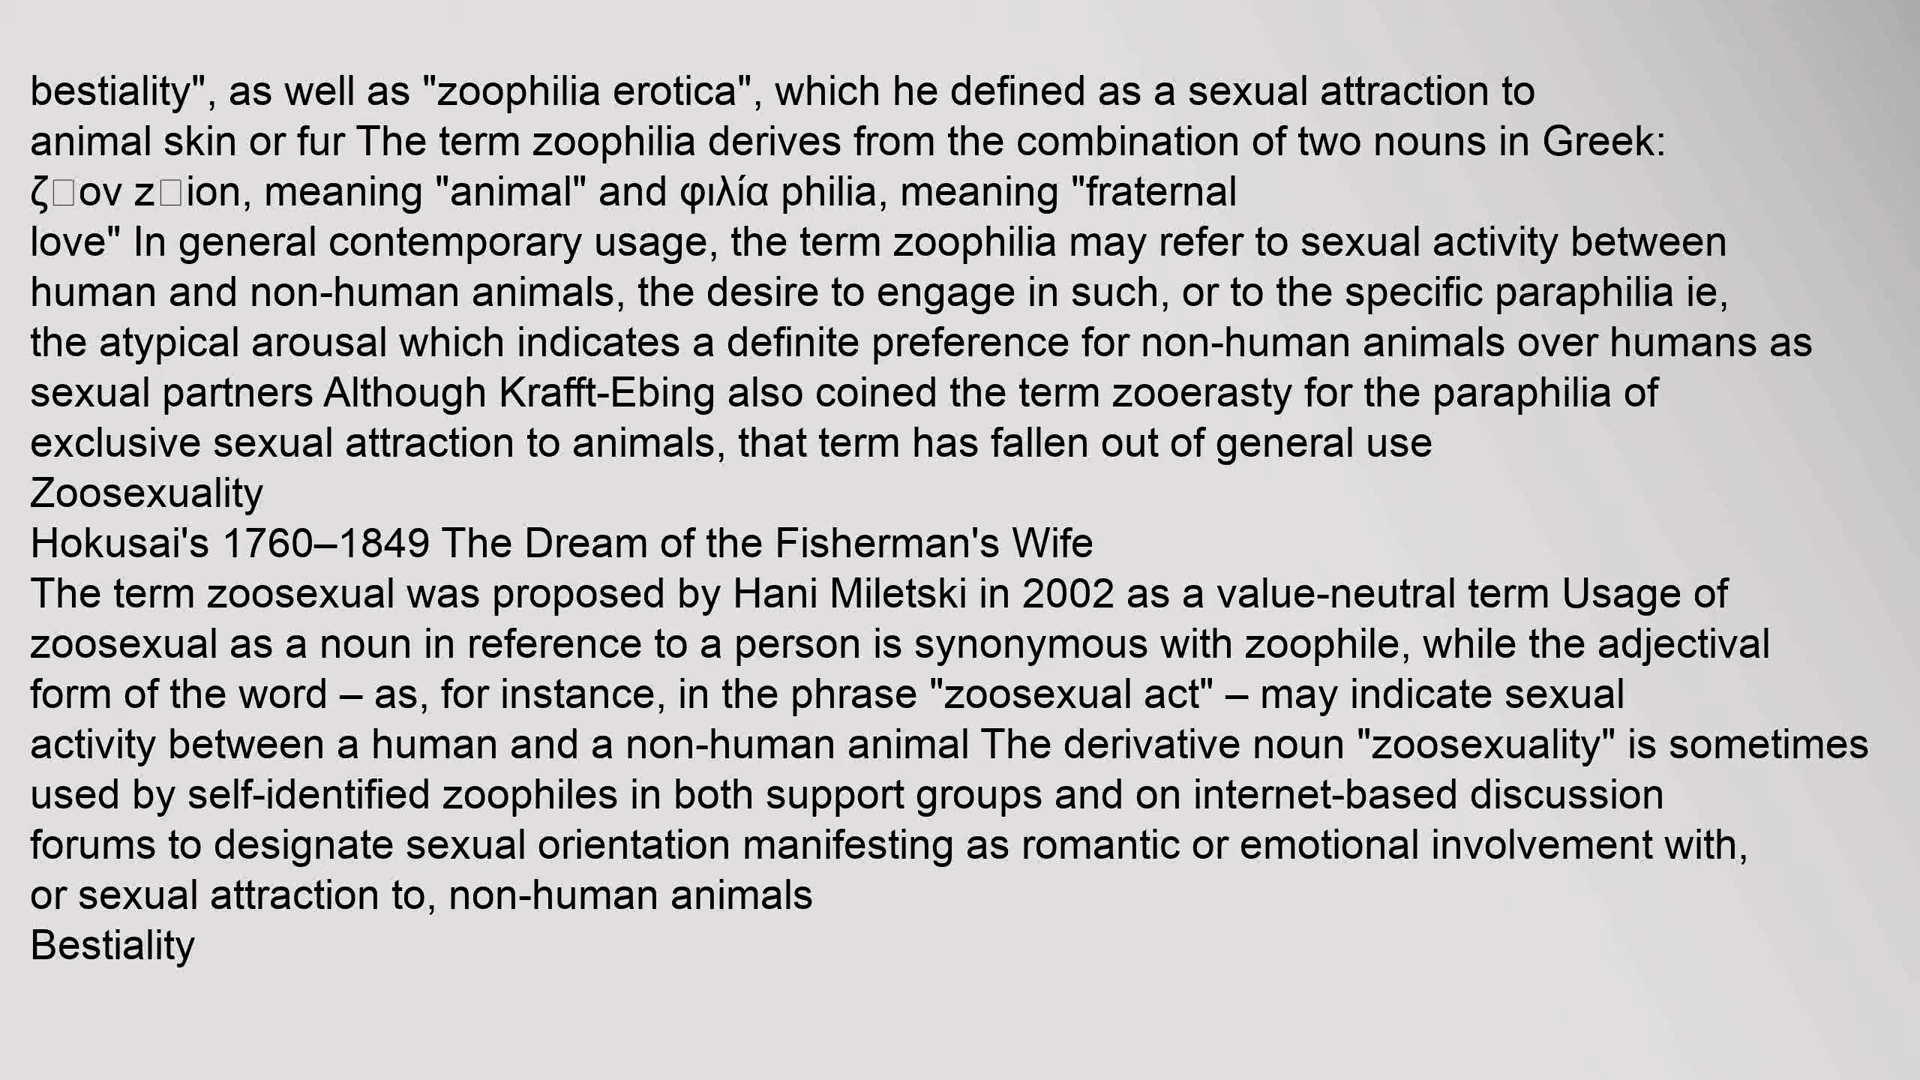 bestiality", as well as "zoophilia erotica", which he defined as a sexual attraction to
animal skin or fur The term zoophilia derives from the combination of two nouns in Greek:
ζ□ον z□ion, meaning "animal" and φιλία philia, meaning "fraternal
love" In general contemporary usage, the term zoophilia may refer to sexual activity between
human and non-human animals, the desire to engage in such, or to the specific paraphilia ie,
the atypical arousal which indicates a definite preference for non-human animals over humans as
sexual partners Although Krafft-Ebing also coined the term zooerasty for the paraphilia of
exclusive sexual attraction to animals, that term has fallen out of general use
Zoosexuality
Hokusai's 1760–1849 The Dream of the Fisherman's Wife
The term zoosexual was proposed by Hani Miletski in 2002 as a value-neutral term Usage of
zoosexual as a noun in reference to a person is synonymous with zoophile, while the adjectival
form of the word – as, for instance, in the phrase "zoosexual act" – may indicate sexual
activity between a human and a non-human animal The derivative noun "zoosexuality" is sometimes
used by self-identified zoophiles in both support groups and on internet-based discussion
forums to designate sexual orientation manifesting as romantic or emotional involvement with,
or sexual attraction to, non-human animals
Bestiality